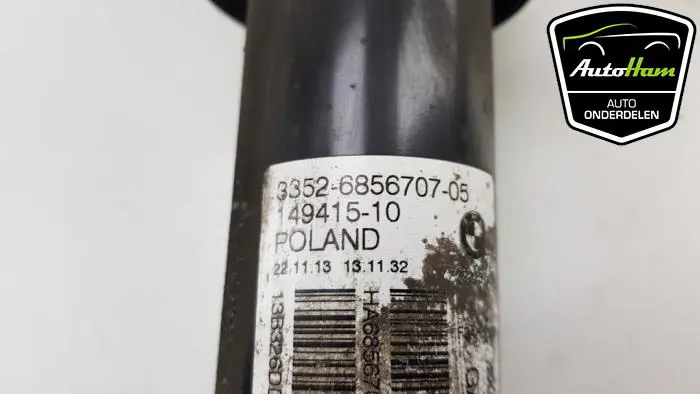 AutoHam
AUTO
ONDERDELEN
3352-6856707-05
149415-10
POLAND
22.11.13 13.11.32